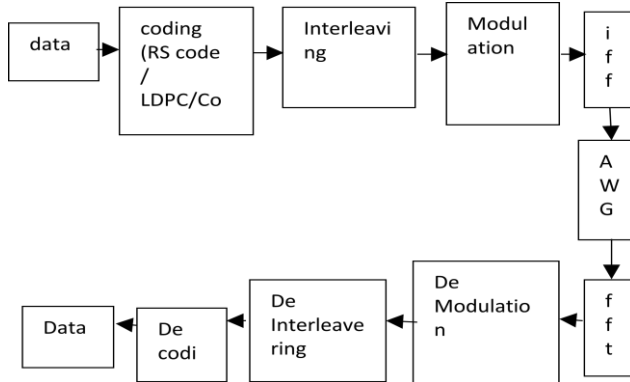 data
coding
(RS code
/
LDPC/Co
Interleavi
ng
Modul
ation
i
f
f
A
W
G
f
f
t
De
Modulatio
n
De
Interleave
ring
De
codi
Data